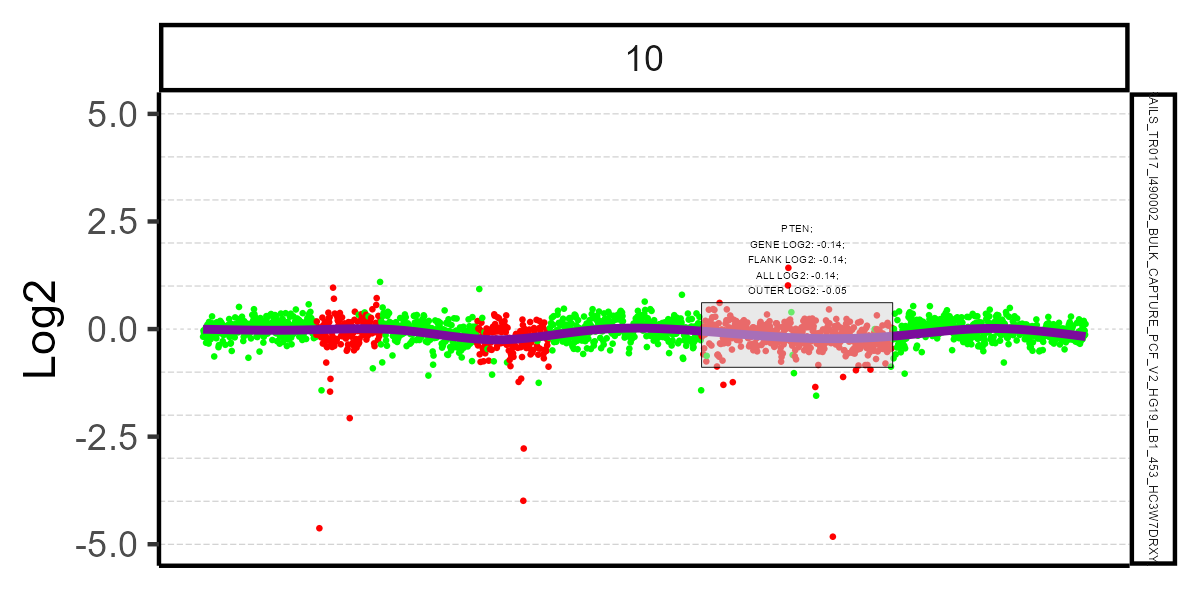 10
Log2
5.0
2.5
0.0
-2.5
-5.0
PTEN;
GENE LOG2: -0.14;
FLANK LOG2: -0.14;
ALL LOG2: -0.14;
OUTER LOG2: -0.05
AILS_TR017_I490002_BULK_CAPTURE_PCF_V2_HG19_LB1_453_HC3W7DRXY